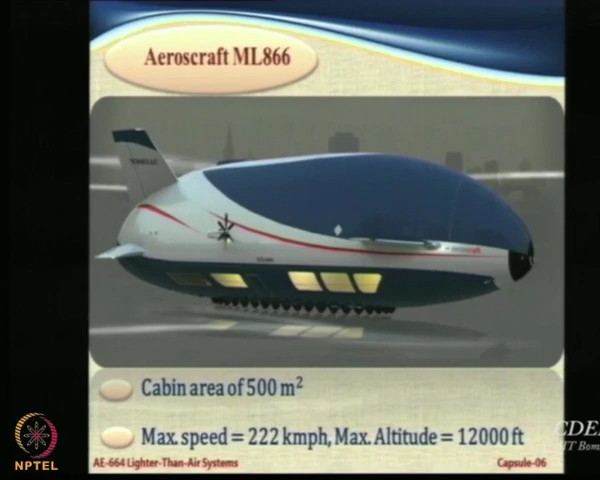 Aeroscraft ML866
Cabin area of 500 m²
Max. speed = 222 kmph, Max. Altitude = 12000 ft
CDE
IT Bom
NPTEL
AE-664 Lighter-Than-Air Systems
Capsule-06